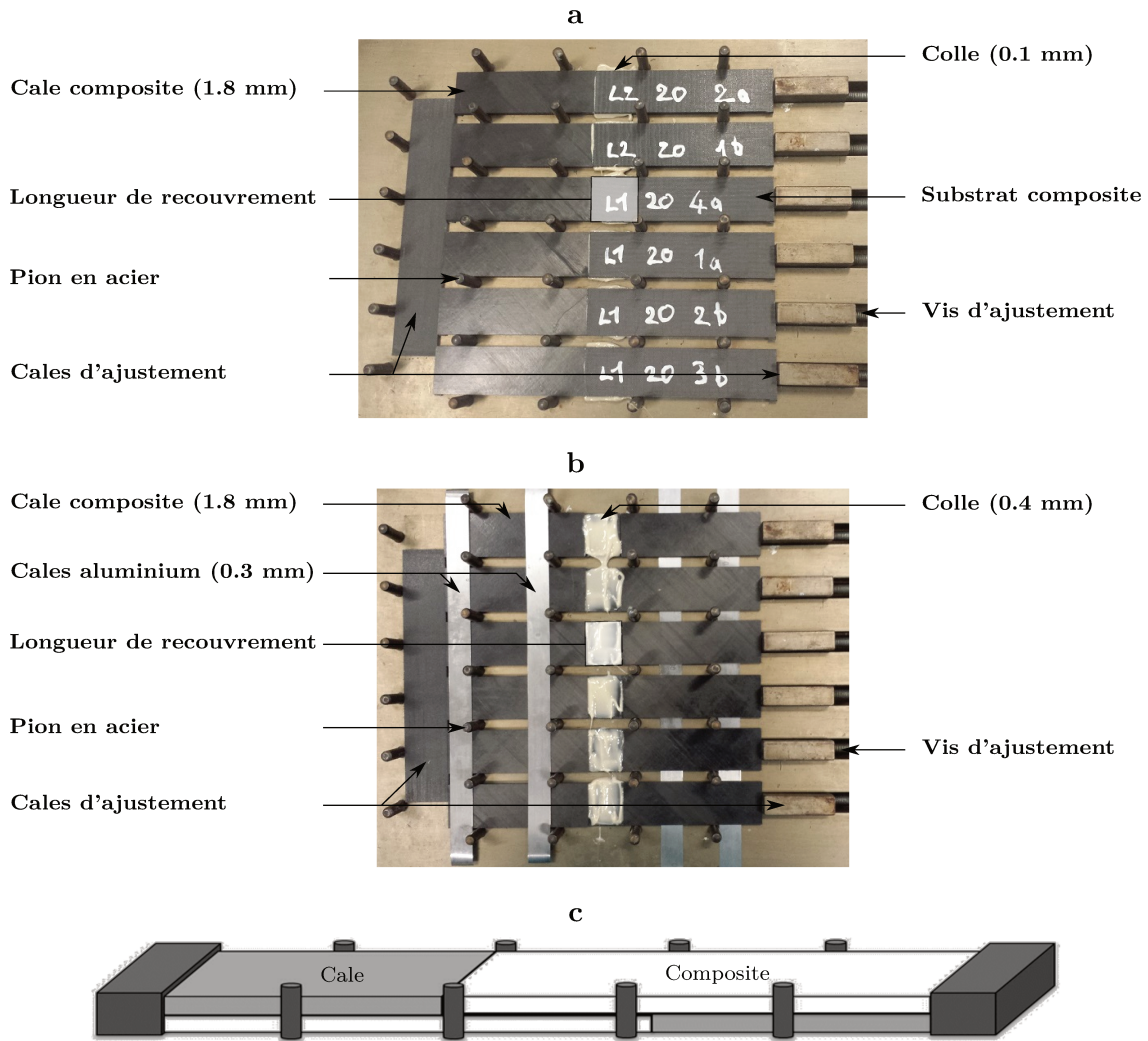 a
Cale composite (1.8 mm)
Colle (0.1 mm)
L2 20 2a
L2 20 1b
Longueur de recouvrement
Substrat composite
L1 20 4a
L1 20 1a
Pion en acier
Vis d'ajustement
L1 20 2b
Cales d'ajustement
L1 20 3b
b
Cale composite (1.8 mm)
Colle (0.4 mm)
Cales aluminium (0.3 mm)
Longueur de recouvrement
Pion en acier
Vis d'ajustement
Cales d'ajustement
c
Cale
Composite